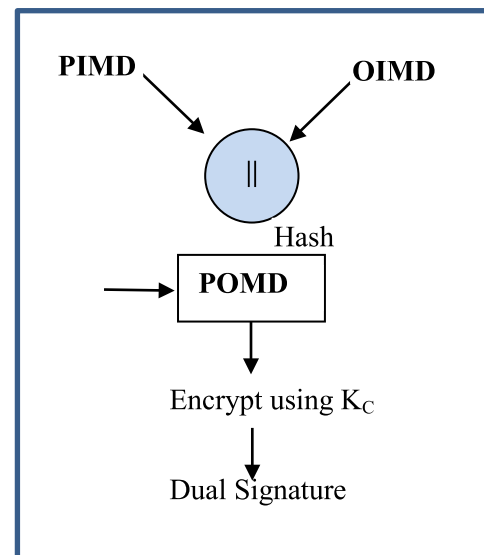 PIMD OIMD
||
Hash
POMD
Encrypt using K_C
Dual Signature